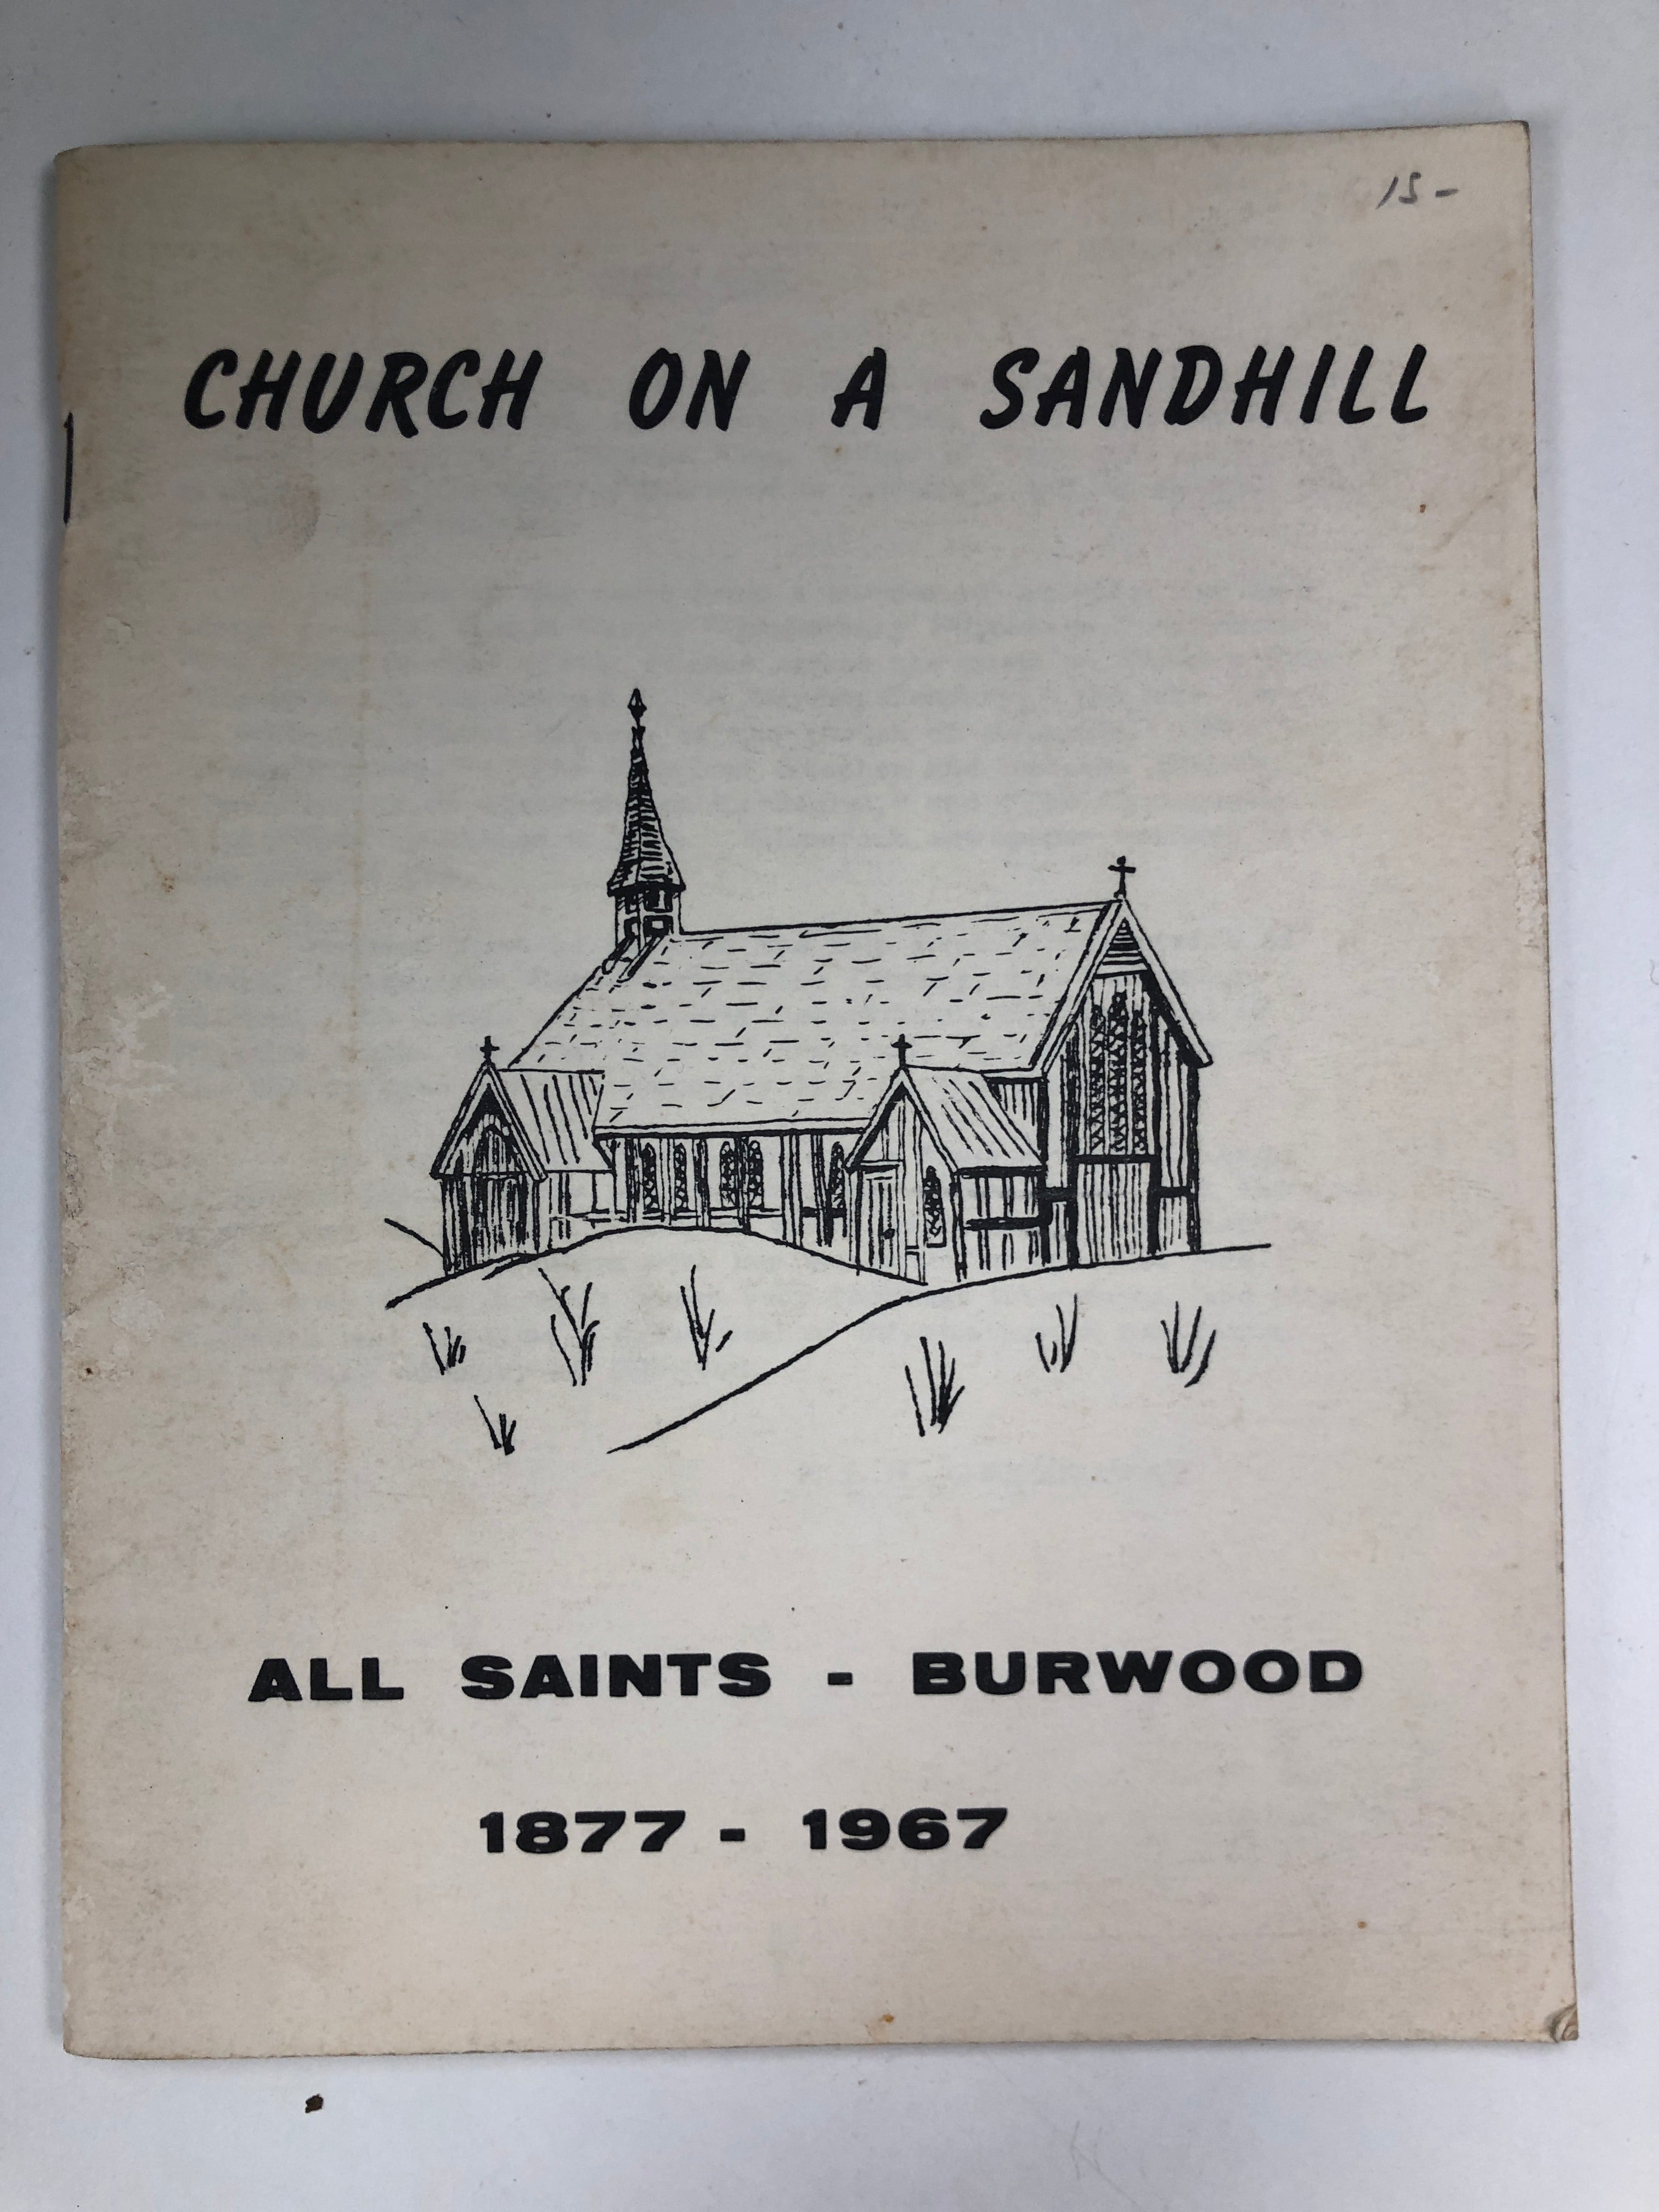 15-
CHURCH ON A SANDHILL
ALL SAINTS - BURWOOD
1877 - 1967